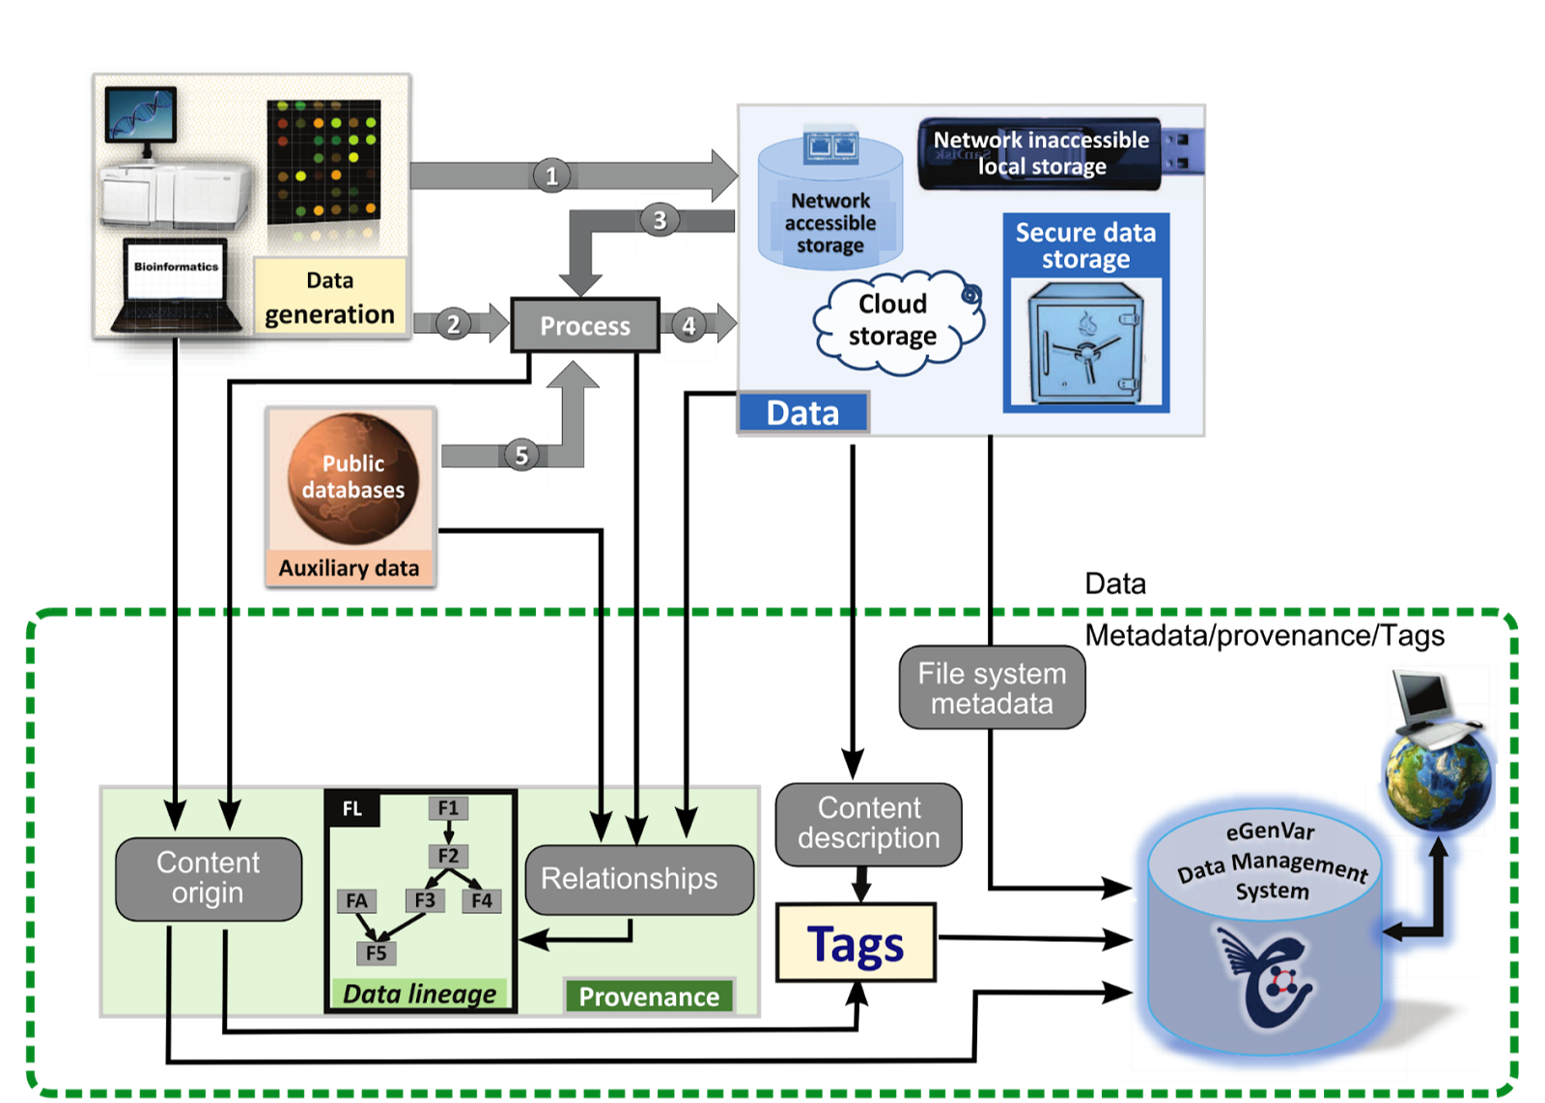 Bioinformatics
Data
generation
1
2
3
4
5
Process
Network
accessible
storage
Network inaccessible
local storage
SanDisk
Cloud
storage
Secure data
storage
Data
Public
databases
Auxiliary data
Data
Metadata/provenance/Tags
File system
metadata
Content
origin
FL
F1
F2
FA
F3
F4
F5
Data lineage
Relationships
Provenance
Content
description
Tags
eGenVar
Data Management
System